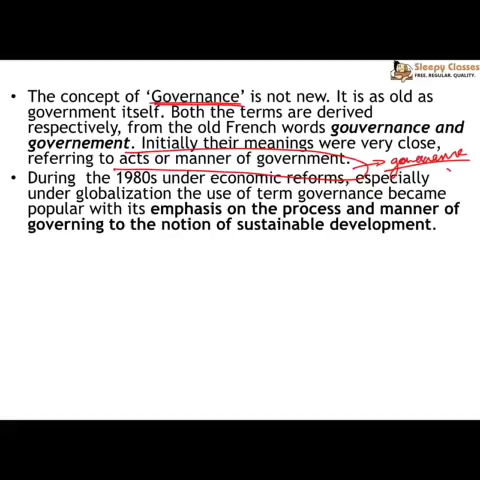 Sleepy Classes
FREE. REGULAR. QUALITY.
• The concept of ‘Governance’ is not new. It is as old as
government itself. Both the terms are derived
respectively, from the old French words gouvernance and
governement. Initially their meanings were very close,
referring to acts or manner of government.
• During the 1980s under economic reforms, especially
under globalization the use of term governance became
popular with its emphasis on the process and manner of
governing to the notion of sustainable development.